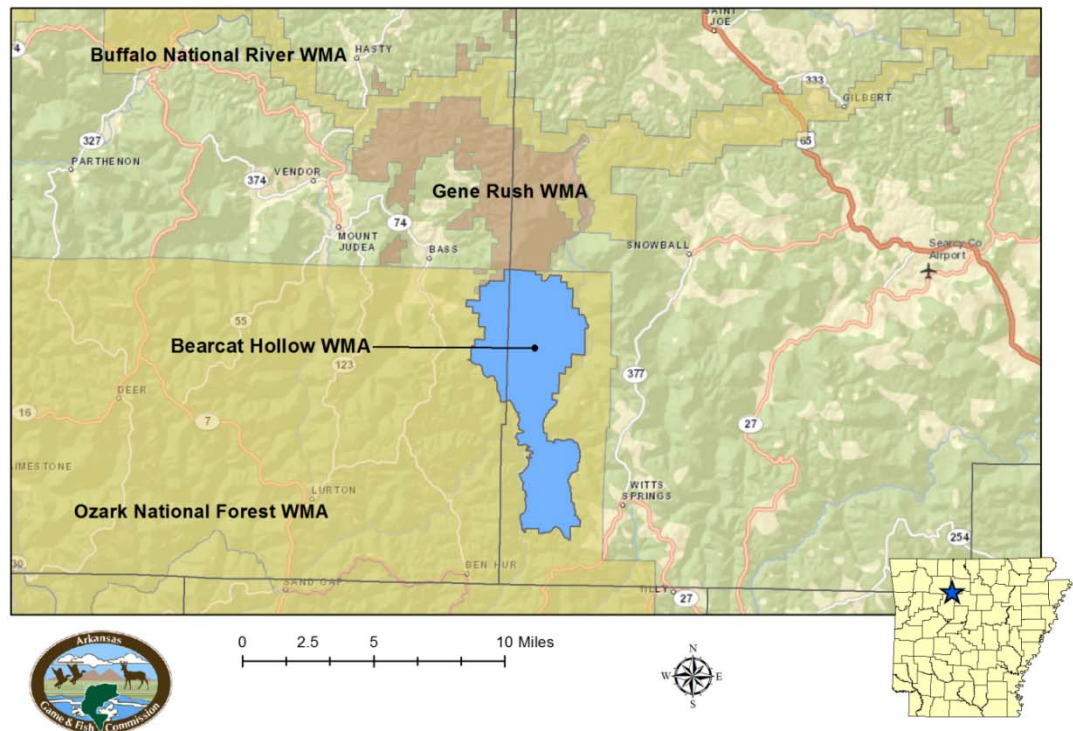 SAINT JOE
Buffalo National River WMA
HASTY
4
333
GILBERT
327
65
PARTHENON
374
VENDOR
Gene Rush WMA
74
MOUNT JUDEA
BASS
SNOWBALL
Searcy Co
Airport
55
Bearcat Hollow WMA
123
377
DEER
16
7
27
IMESTONE
LURTON
WITTS
SPRINGS
Ozark National Forest WMA
254
30
BEN HUR
SAND GAP
27
0 2.5 5 10 Miles
Arkansas
Game & Fish Commission
N
W E
S